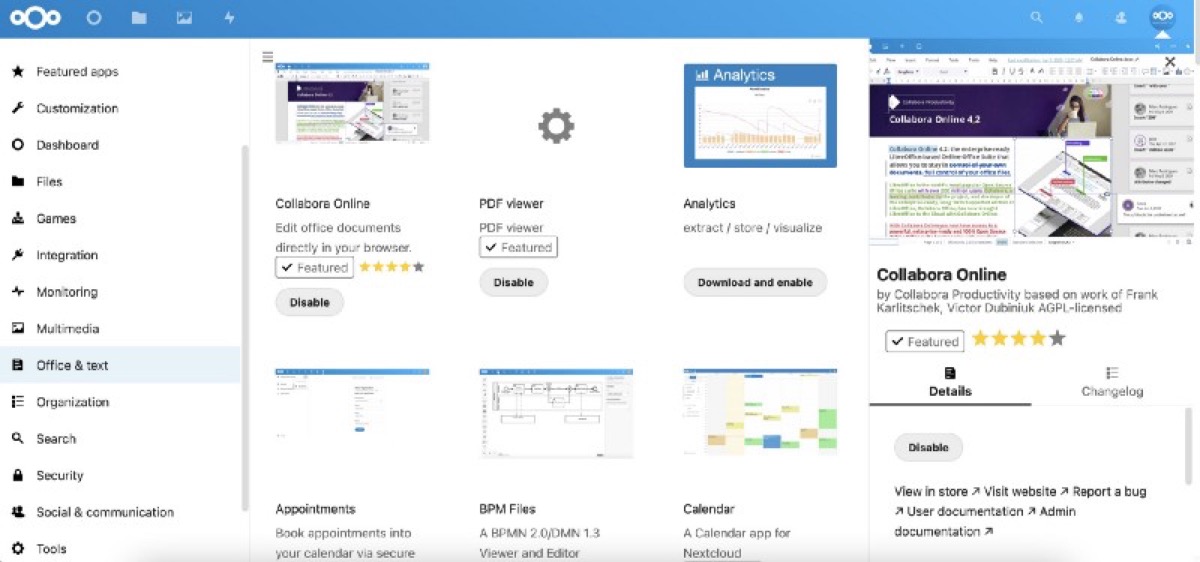 Featured apps
Customization
Dashboard
Files
Games
Integration
Monitoring
Multimedia
Office & text
Organization
Search
Security
Social & communication
Tools
Collabora Online
Edit office documents
directly in your browser.
Featured
Disable
PDF viewer
PDF viewer
Featured
Disable
Analytics
Analytics
extract / store / visualize
Download and enable
Appointments
Book appointments into
your calendar via secure
BPM Files
A BPMN 2.0/DMN 1.3
Viewer and Editor
Calendar
A Calendar app for
Nextcloud
Collabora Productivity
Collabora Online 4.2
Collabora Online
by Collabora Productivity based on work of Frank
Karlitschek, Victor Dubiniuk AGPL-licensed
Featured
Details
Changelog
Disable
View in store ↗ Visit website ↗ Report a bug
↗ User documentation ↗ Admin
documentation ↗